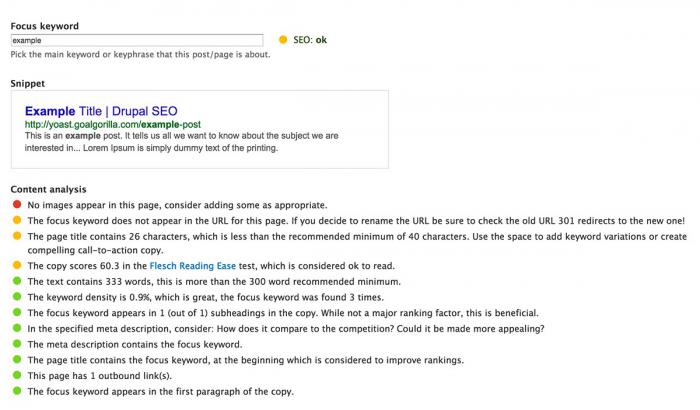 Focus keyword
example
SEO: ok
Pick the main keyword or keyphrase that this post/page is about.
Snippet
Example Title | Drupal SEO
http://yoast.goalgorilla.com/example-post
This is an example post. It tells us all we want to know about the subject we are
interested in... Lorem Ipsum is simply dummy text of the printing.
Content analysis
No images appear in this page, consider adding some as appropriate.
The focus keyword does not appear in the URL for this page. If you decide to rename the URL be sure to check the old URL 301 redirects to the new one!
The page title contains 26 characters, which is less than the recommended minimum of 40 characters. Use the space to add keyword variations or create
compelling call-to-action copy.
The copy scores 60.3 in the Flesch Reading Ease test, which is considered ok to read.
The text contains 333 words, this is more than the 300 word recommended minimum.
The keyword density is 0.9%, which is great, the focus keyword was found 3 times.
The focus keyword appears in 1 (out of 1) subheadings in the copy. While not a major ranking factor, this is beneficial.
In the specified meta description, consider: How does it compare to the competition? Could it be made more appealing?
The meta description contains the focus keyword.
The page title contains the focus keyword, at the beginning which is considered to improve rankings.
This page has 1 outbound link(s).
The focus keyword appears in the first paragraph of the copy.